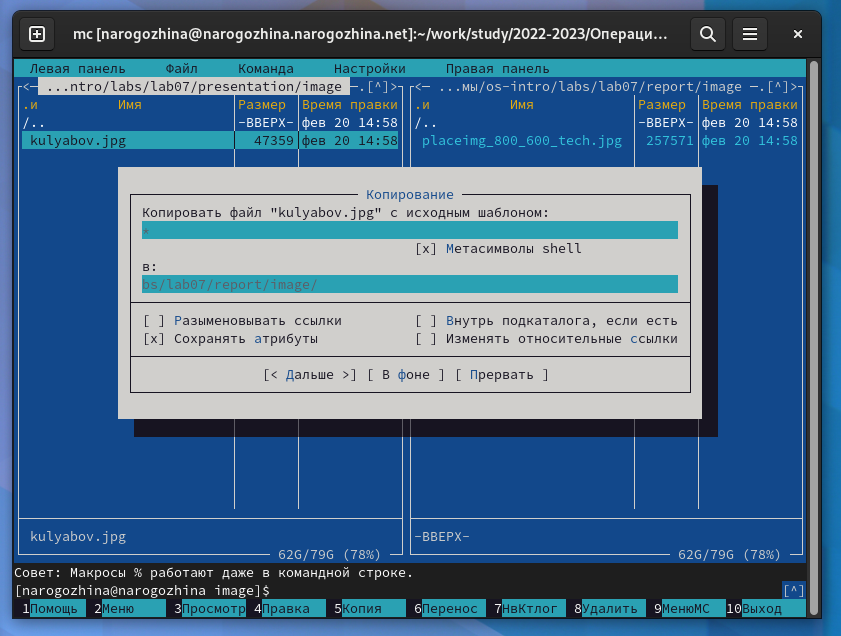 mc [narogozhina@narogozhina.narogozhina.net]:~/work/study/2022-2023/Операци...
Левая панель Файл Команда Настройки Правая панель
<─ ...ntro/labs/lab07/presentation/image ─.[^]> <─ ...мы/os-intro/labs/lab07/report/image ─.[^]>
.и Имя Размер Время правки .и Имя Размер Время правки
/.. -ВВЕРХ- фев 20 14:58 /.. -ВВЕРХ- фев 20 14:58
kulyabov.jpg 47359 фев 20 14:58 placeimg_800_600_tech.jpg 257571 фев 20 14:58
Копирование
Копировать файл "kulyabov.jpg" с исходным шаблоном:
*
[x] Метасимволы shell
в:
bs/lab07/report/image/
[ ] Разыменовывать ссылки [ ] Внутрь подкаталога, если есть
[x] Сохранять атрибуты [ ] Изменять относительные ссылки
[< Дальше >] [ В фоне ] [ Прервать ]
kulyabov.jpg -ВВЕРХ-
62G/79G (78%) 62G/79G (78%)
Совет: Макросы % работают даже в командной строке.
[narogozhina@narogozhina image]$ [^]
1Помощь 2Меню 3Просмотр 4Правка 5Копия 6Перенос 7НвКтлог 8Удалить 9МенюMC 10Выход